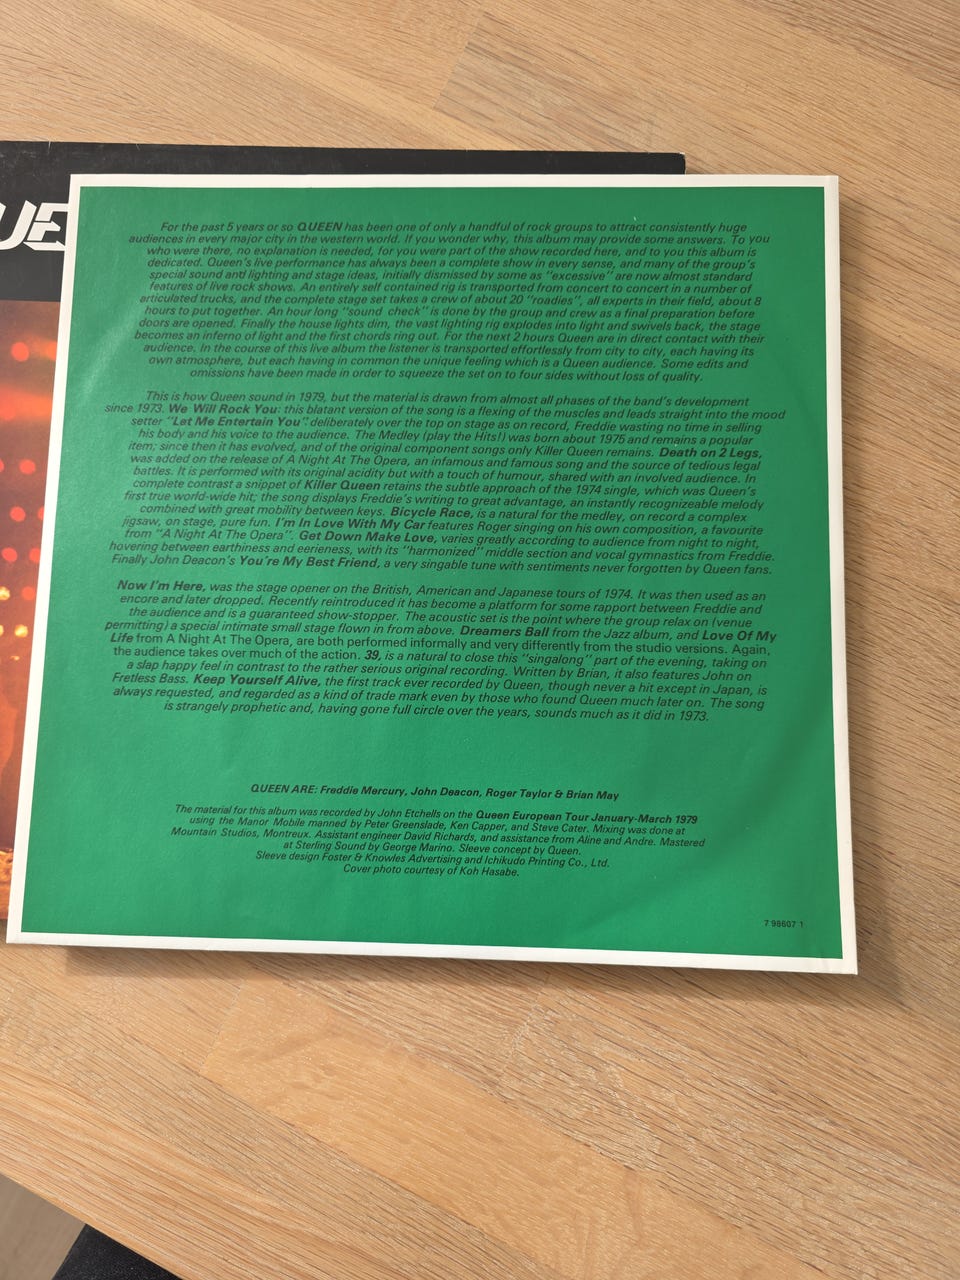 UE
For the past 5 years or so QUEEN has been one of only a handful of rock groups to attract consistently huge
audiences in every major city in the western world. If you wonder why, this album may provide some answers. To you
who were there, no explanation is needed, for you were part of the show recorded here, and to you this album is
dedicated. Queen's live performance has always been a complete show in every sense, and many of the group's
special sound and lighting and stage ideas, initially dismissed by some as "excessive" are now almost standard
features of live rock shows. An entirely self contained rig is transported from concert to concert in a number of
articulated trucks, and the complete stage set takes a crew of about 20 "roadies", all experts in their field, about 8
hours to put together. An hour long "sound check" is done by the group and crew as a final preparation before
doors are opened. Finally the house lights dim, the vast lighting rig explodes into light and swivels back, the stage
becomes an inferno of light and the first chords ring out. For the next 2 hours Queen are in direct contact with their
audience. In the course of this live album the listener is transported effortlessly from city to city, each having its
own atmosphere, but each having in common the unique feeling which is a Queen audience. Some edits and
omissions have been made in order to squeeze the set on to four sides without loss of quality.
This is how Queen sound in 1979, but the material is drawn from almost all phases of the band's development
since 1973. We Will Rock You: this blatant version of the song is a flexing of the muscles and leads straight into the mood
setter "Let Me Entertain You": deliberately over the top on stage as on record, Freddie wasting no time in selling
his body and his voice to the audience. The Medley (play the Hits!) was born about 1975 and remains a popular
item; since then it has evolved, and of the original component songs only Killer Queen remains. Death on 2 Legs,
was added on the release of A Night At The Opera, an infamous and famous song and the source of tedious legal
battles. It is performed with its original acidity but with a touch of humour, shared with an involved audience. In
complete contrast a snippet of Killer Queen retains the subtle approach of the 1974 single, which was Queen's
first true world-wide hit; the song displays Freddie's writing to great advantage, an instantly recognizeable melody
combined with great mobility between keys. Bicycle Race, is a natural for the medley, on record a complex
jigsaw, on stage, pure fun. I'm In Love With My Car features Roger singing on his own composition, a favourite
from "A Night At The Opera". Get Down Make Love, varies greatly according to audience from night to night,
hovering between earthiness and eerieness, with its "harmonized" middle section and vocal gymnastics from Freddie.
Finally John Deacon's You're My Best Friend, a very singable tune with sentiments never forgotten by Queen fans.
Now I'm Here, was the stage opener on the British, American and Japanese tours of 1974. It was then used as an
encore and later dropped. Recently reintroduced it has become a platform for some rapport between Freddie and
the audience and is a guaranteed show-stopper. The acoustic set is the point where the group relax on (venue
permitting) a special intimate small stage flown in from above. Dreamers Ball from the Jazz album, and Love Of My
Life from A Night At The Opera, are both performed informally and very differently from the studio versions. Again,
the audience takes over much of the action. 39, is a natural to close this "singalong" part of the evening, taking on
a slap happy feel in contrast to the rather serious original recording. Written by Brian, it also features John on
Fretless Bass. Keep Yourself Alive, the first track ever recorded by Queen, though never a hit except in Japan, is
always requested, and regarded as a kind of trade mark even by those who found Queen much later on. The song
is strangely prophetic and, having gone full circle over the years, sounds much as it did in 1973.
QUEEN ARE: Freddie Mercury, John Deacon, Roger Taylor & Brian May
The material for this album was recorded by John Etchells on the Queen European Tour January-March 1979
using the Manor Mobile manned by Peter Greenslade, Ken Capper, and Steve Cater. Mixing was done at
Mountain Studios, Montreux. Assistant engineer David Richards, and assistance from Aline and Andre. Mastered
at Sterling Sound by George Marino. Sleeve concept by Queen.
Sleeve design Foster & Knowles Advertising and Ichikudo Printing Co., Ltd.
Cover photo courtesy of Koh Hasabe.
7 98607 1